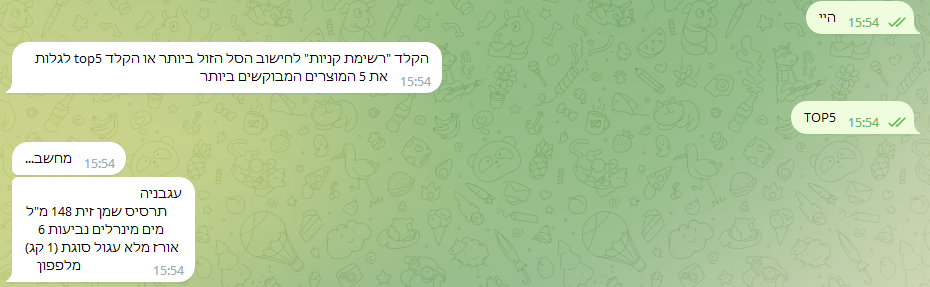 היי 15:54
הקלד "רשימת קניות" לחישוב הסל הזול ביותר או הקלד top5 לגלות
את 5 המוצרים המבוקשים ביותר 15:54
TOP5 15:54
מחשב... 15:54
עגבניה
תרסיס שמן זית 148 מ"ל
מים מינרלים נביעות 6
אורז מלא עגול סוגת (1 קג)
מלפפון 15:54